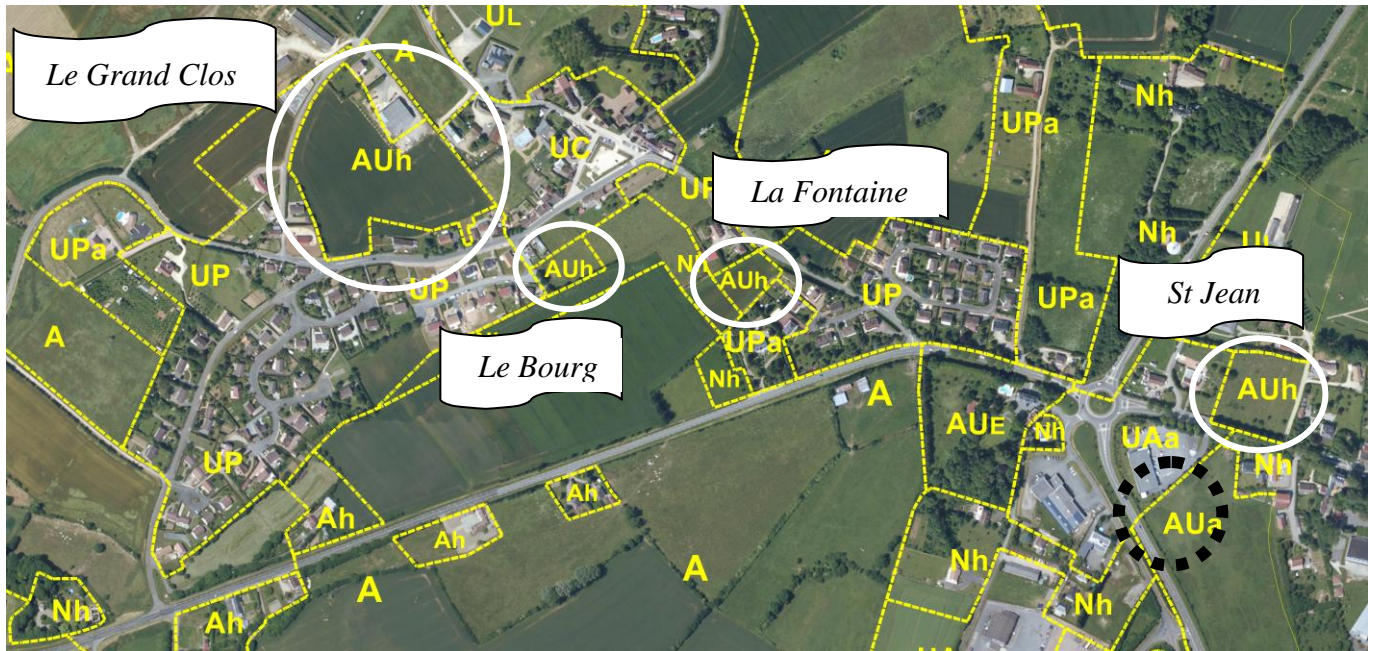 UL
A
Le Grand Clos
Nh
UPa
AUh
UC
La Fontaine
UPa
UP
Nh
AUh
Nh
AUh
UP
UPa
St Jean
UP
A
Le Bourg
UPa
Nh
A
AUh
AUE
Nh
UAa
Nh
UP
Ah
Ah
Ah
AUa
Nh
A
A
Nh
Nh
Ah